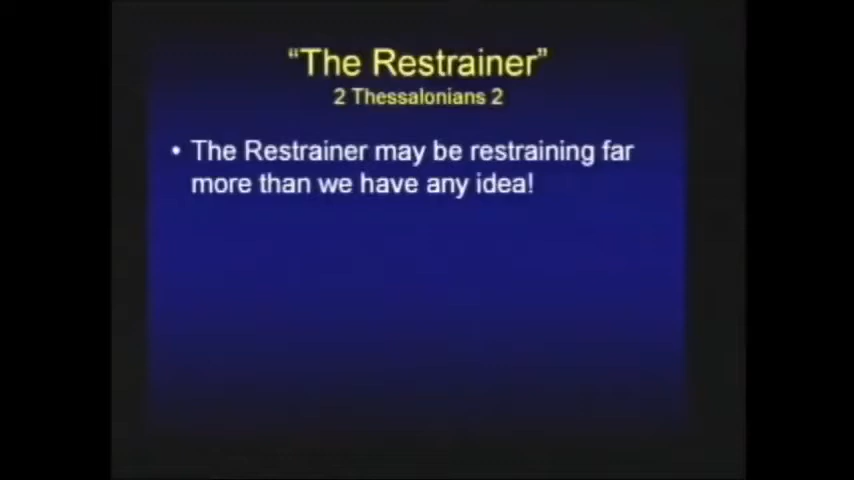 “The Restrainer”
2 Thessalonians 2
• The Restrainer may be restraining far
more than we have any idea!